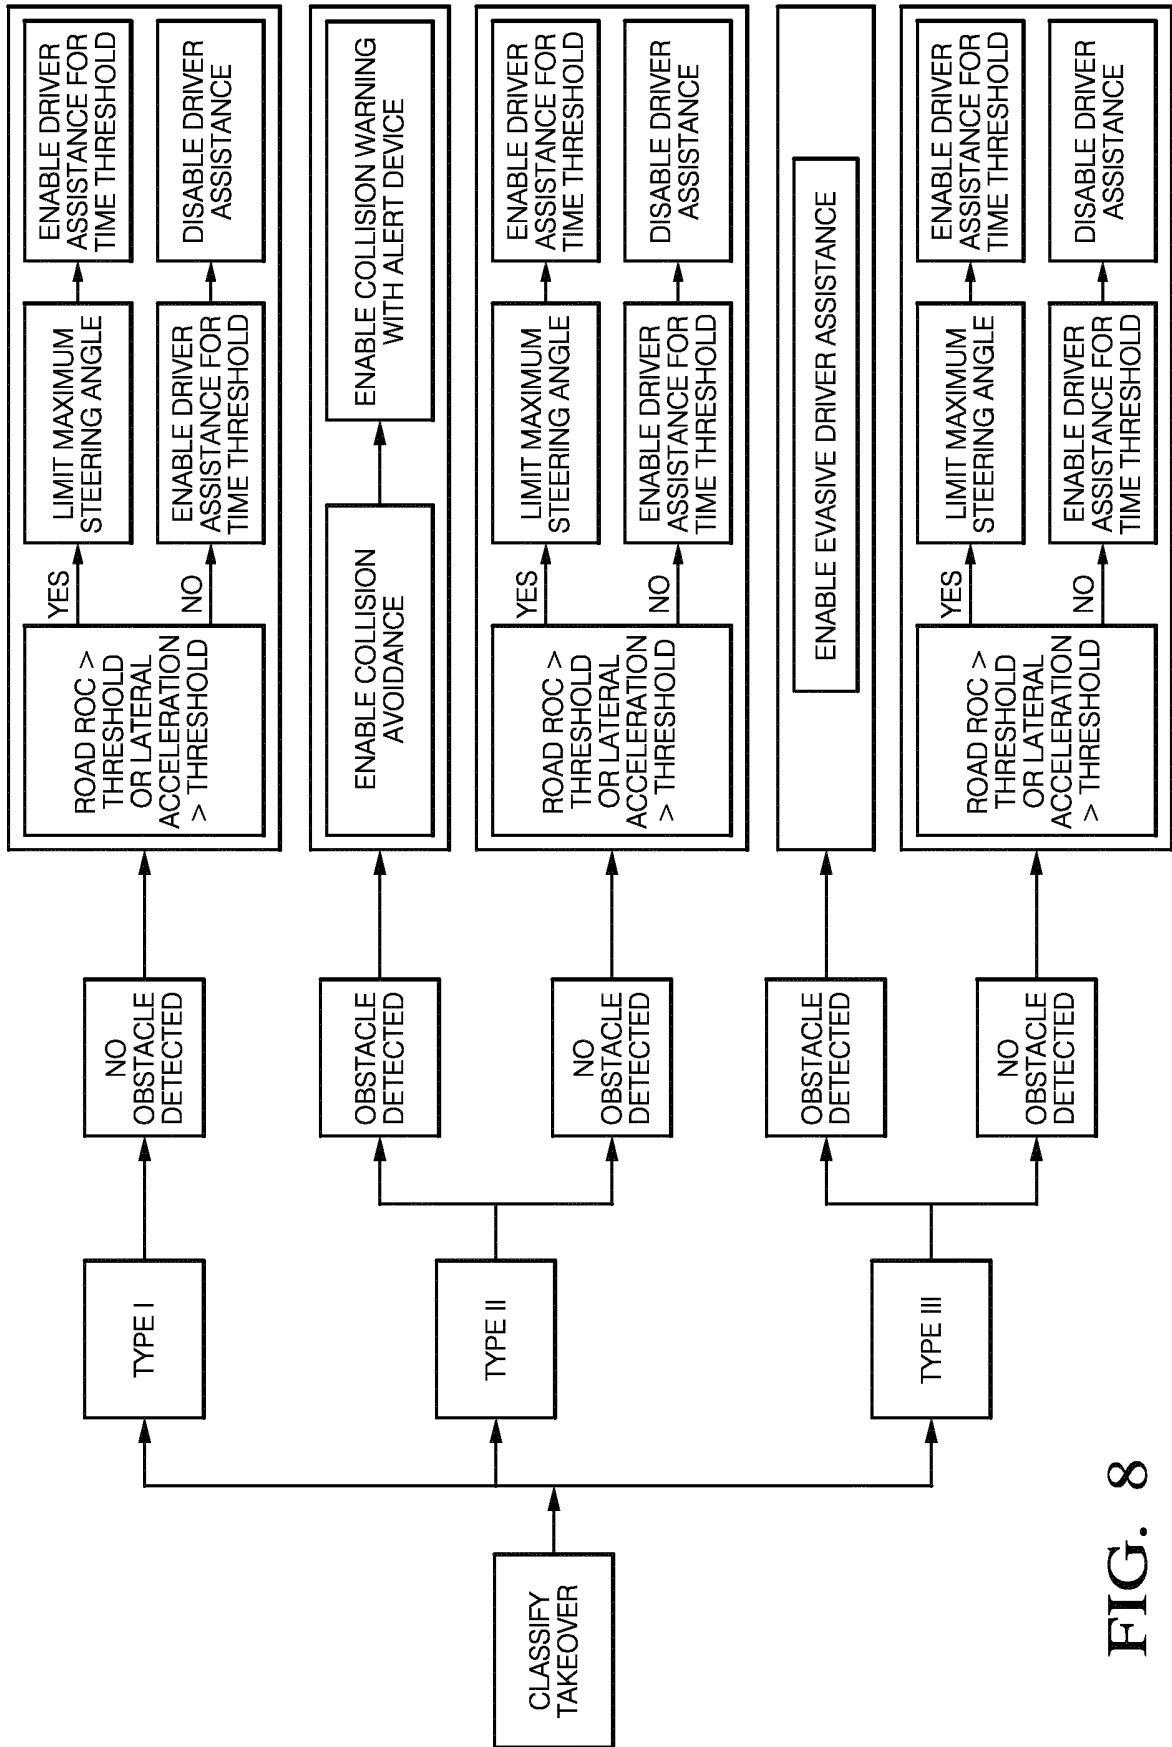 CLASSIFY
TAKEOVER
TYPE I
TYPE II
TYPE III
NO
OBSTACLE
DETECTED
OBSTACLE
DETECTED
NO
OBSTACLE
DETECTED
OBSTACLE
DETECTED
NO
OBSTACLE
DETECTED
ROAD ROC >
THRESHOLD
OR LATERAL
ACCELERATION
> THRESHOLD
YES
LIMIT MAXIMUM
STEERING ANGLE
ENABLE DRIVER
ASSISTANCE FOR
TIME THRESHOLD
NO
ENABLE DRIVER
ASSISTANCE FOR
TIME THRESHOLD
DISABLE DRIVER
ASSISTANCE
ENABLE COLLISION
AVOIDANCE
ENABLE COLLISION WARNING
WITH ALERT DEVICE
ROAD ROC >
THRESHOLD
OR LATERAL
ACCELERATION
> THRESHOLD
YES
LIMIT MAXIMUM
STEERING ANGLE
ENABLE DRIVER
ASSISTANCE FOR
TIME THRESHOLD
NO
ENABLE DRIVER
ASSISTANCE FOR
TIME THRESHOLD
DISABLE DRIVER
ASSISTANCE
ENABLE EVASIVE DRIVER ASSISTANCE
ROAD ROC >
THRESHOLD
OR LATERAL
ACCELERATION
> THRESHOLD
YES
LIMIT MAXIMUM
STEERING ANGLE
ENABLE DRIVER
ASSISTANCE FOR
TIME THRESHOLD
NO
ENABLE DRIVER
ASSISTANCE FOR
TIME THRESHOLD
DISABLE DRIVER
ASSISTANCE
FIG. 8